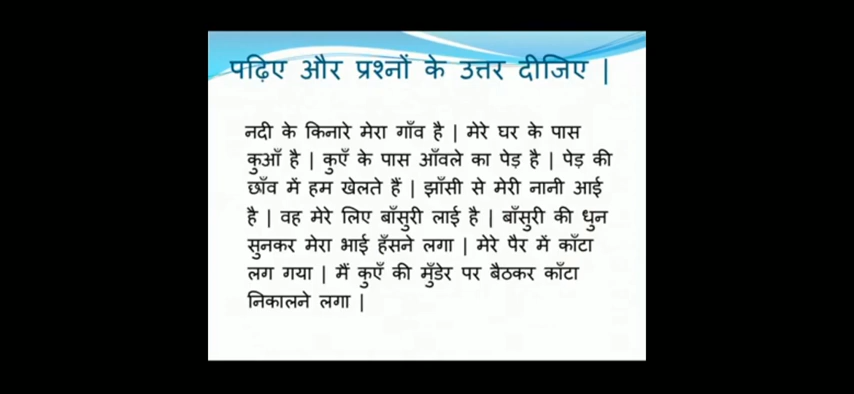 पढ़िए और प्रश्नों के उत्तर दीजिए |
नदी के किनारे मेरा गाँव है | मेरे घर के पास
कुआँ है | कुएँ के पास आँवले का पेड़ है | पेड़ की
छाँव में हम खेलते हैं | झाँसी से मेरी नानी आई
है | वह मेरे लिए बाँसुरी लाई है | बाँसुरी की धुन
सुनकर मेरा भाई हँसने लगा | मेरे पैर में काँटा
लग गया | मैं कुएँ की मुँडेर पर बैठकर काँटा
निकालने लगा |